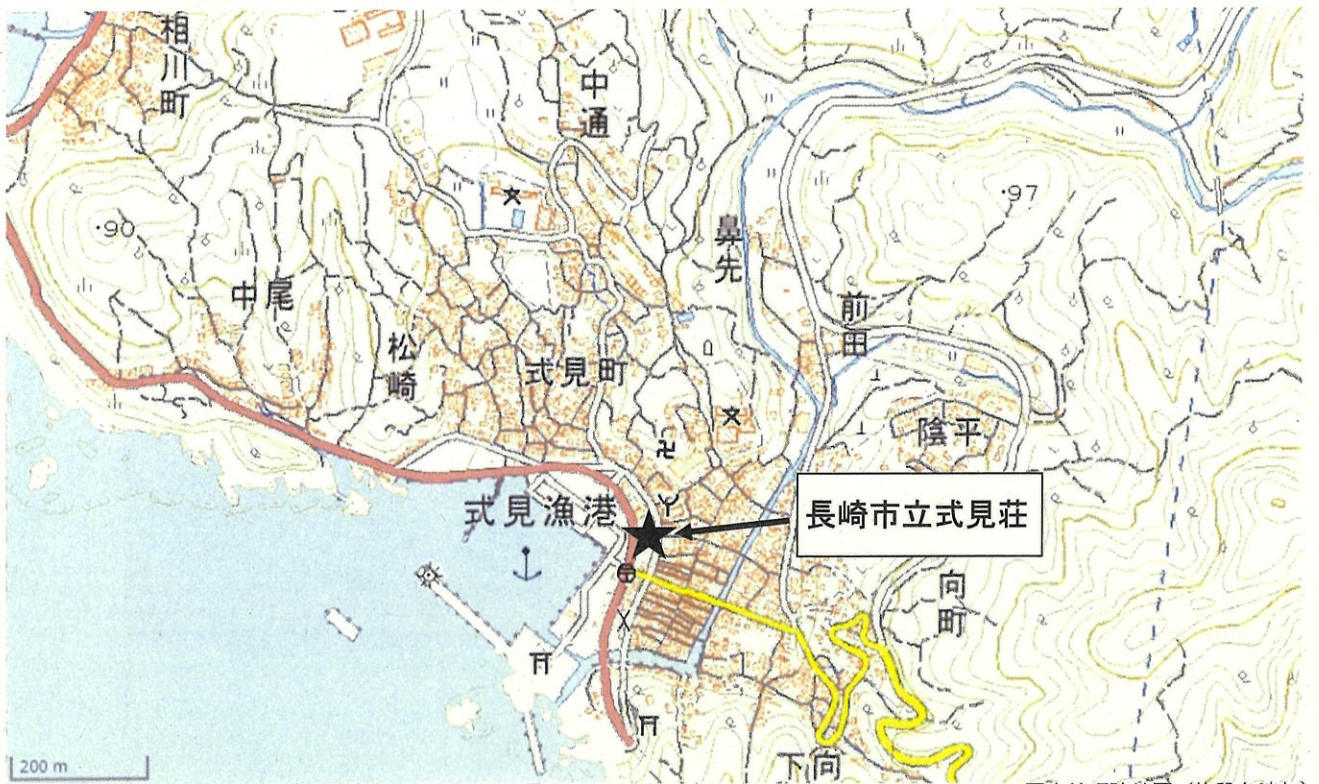 相川町
中通
・97
鼻先
・90
中尾
前田
松崎
式見町
陰平
式見漁港
長崎市立式見荘
向町
下向
200 m